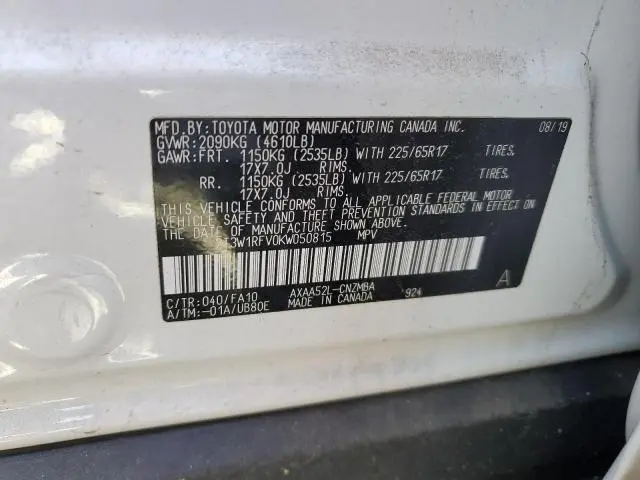 MFD.BY:TOYOTA MOTOR MANUFACTURING CANADA INC. 08/19
GVWR:2090KG (4610LB)
GAWR:FRT. 1150KG (2535LB) WITH 225/65R17 TIRES.
17X7.0J RIMS.
RR. 1150KG (2535LB) WITH 225/65R17 TIRES.
17X7.0J RIMS.
THIS VEHICLE CONFORMS TO ALL APPLICABLE FEDERAL MOTOR
VEHICLE SAFETY AND THEFT PREVENTION STANDARDS IN EFFECT ON
THE DATE OF MANUFACTURE SHOWN ABOVE.
3W1RFV0KW050815 MPV
C/TR:040/FA10 AXAA52L-CNZMBA 924 A
A/TM:-01A/UB80E MADE IN CANADA